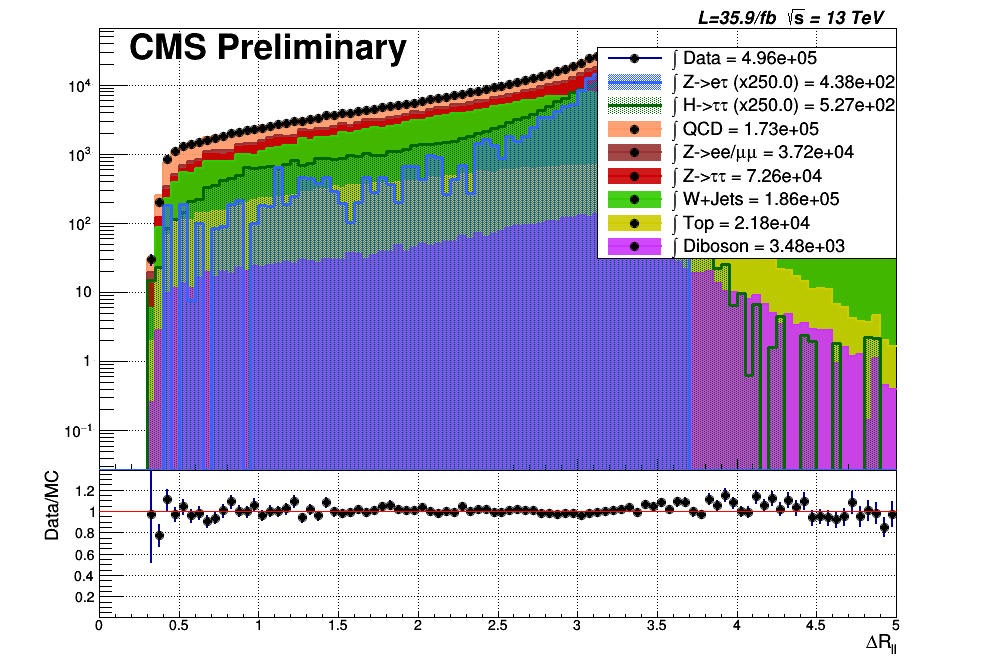 L=35.9/fb √s = 13 TeV
CMS Preliminary
∫ Data = 4.96e+05
∫ Z->eτ (x250.0) = 4.38e+02
∫ H->ττ (x250.0) = 5.27e+02
∫ QCD = 1.73e+05
∫ Z->ee/μμ = 3.72e+04
∫ Z->ττ = 7.26e+04
∫ W+Jets = 1.86e+05
∫ Top = 2.18e+04
∫ Diboson = 3.48e+03
10⁴
10³
10²
10
1
10⁻¹
Data/MC
1.2
1
0.8
0.6
0.4
0.2
0 0.5 1 1.5 2 2.5 3 3.5 4 4.5 5
ΔR_ll